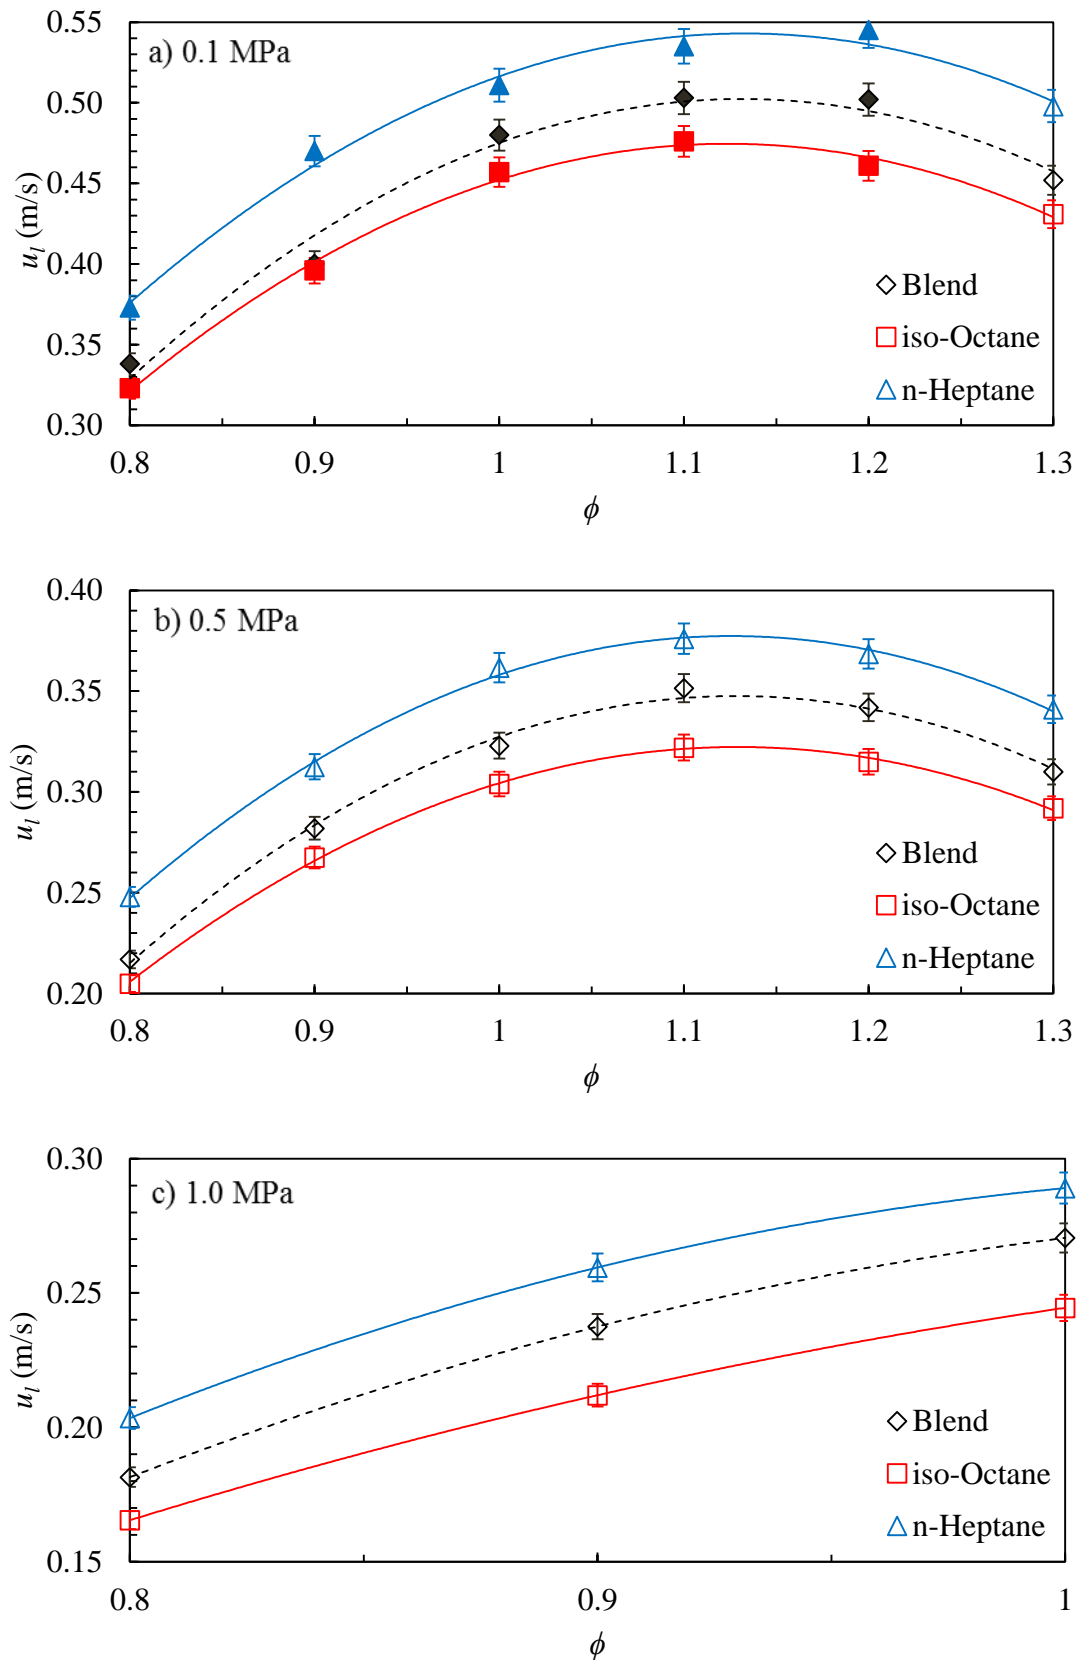 a) 0.1 MPa
0.55
0.50
0.45
0.40
0.35
0.30
u_l (m/s)
Blend
iso-Octane
n-Heptane
0.8 0.9 1 1.1 1.2 1.3
ϕ
b) 0.5 MPa
0.40
0.35
0.30
0.25
0.20
u_l (m/s)
Blend
iso-Octane
n-Heptane
0.8 0.9 1 1.1 1.2 1.3
ϕ
c) 1.0 MPa
0.30
0.25
0.20
0.15
u_l (m/s)
Blend
iso-Octane
n-Heptane
0.8 0.9 1
ϕ